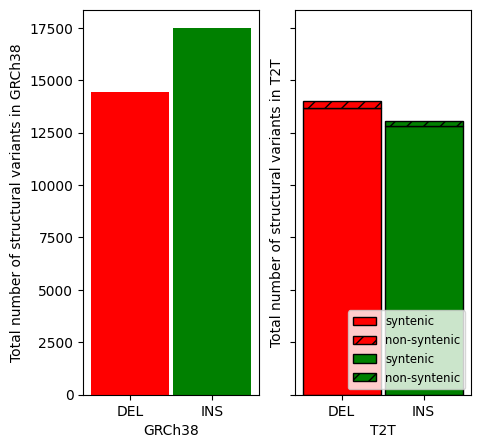 Total number of structural variants in GRCh38
17500
15000
12500
10000
7500
5000
2500
0
DEL
INS
GRCh38
Total number of structural variants in T2T
syntenic
non-syntenic
syntenic
non-syntenic
DEL
INS
T2T